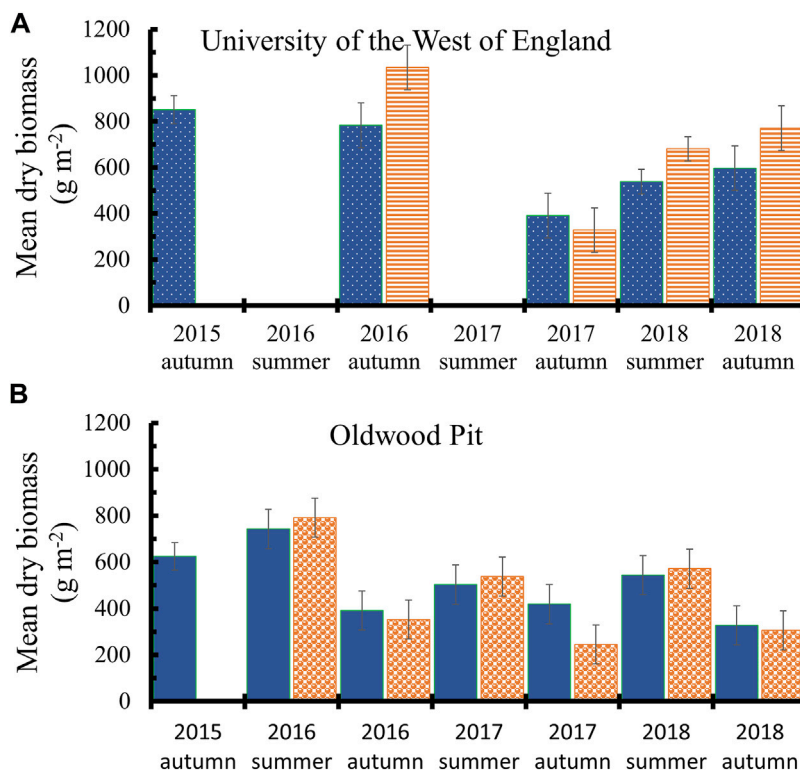 A
University of the West of England
Mean dry biomass
(g m-2)
1200
1000
800
600
400
200
0
2015 2016 2016 2017 2017 2018 2018
autumn summer autumn summer autumn summer autumn
B
Oldwood Pit
Mean dry biomass
(g m-2)
1200
1000
800
600
400
200
0
2015 2016 2016 2017 2017 2018 2018
autumn summer autumn summer autumn summer autumn